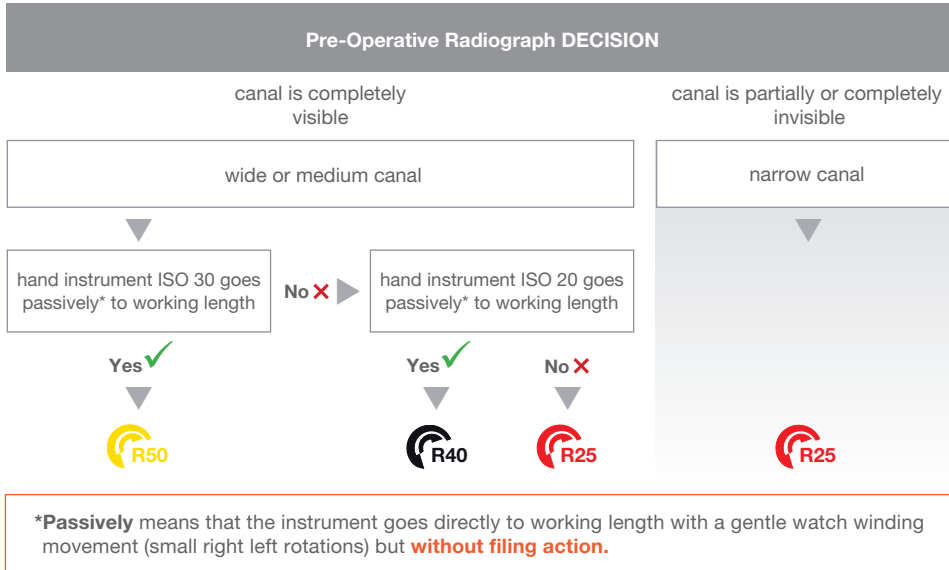 Pre-Operative Radiograph DECISION
canal is completely
visible
canal is partially or completely
invisible
wide or medium canal
narrow canal
hand instrument ISO 30 goes
passively* to working length
No
hand instrument ISO 20 goes
passively* to working length
Yes
Yes
No
R50
R40
R25
R25
*Passively means that the instrument goes directly to working length with a gentle watch winding
movement (small right left rotations) but without filing action.